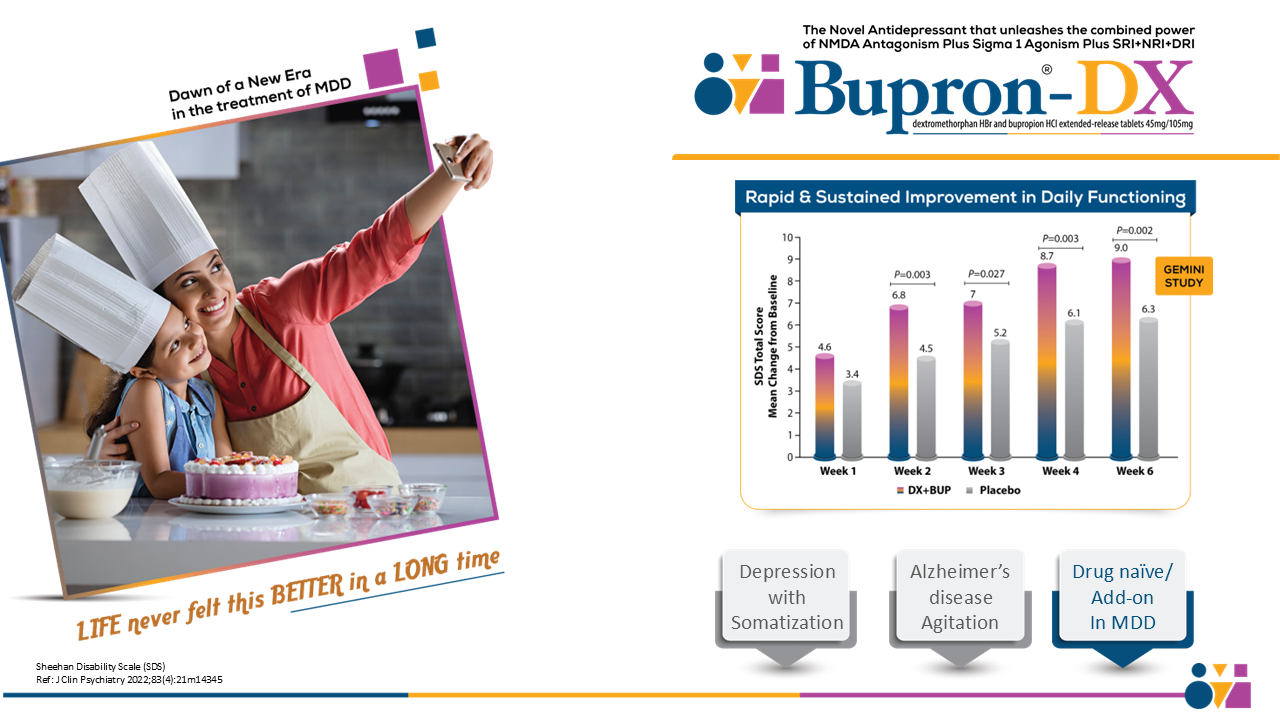 Dawn of a New Era
in the treatment of MDD
LIFE never felt this BETTER in a LONG time
Sheehan Disability Scale (SDS)
Ref: J Clin Psychiatry 2022;83(4):21m14345
The Novel Antidepressant that unleashes the combined power
of NMDA Antagonism Plus Sigma 1 Agonism Plus SRI+NRI+DRI
Bupron®-DX
dextromethorphan HBr and bupropion HCl extended-release tablets 45mg/105mg
Rapid & Sustained Improvement in Daily Functioning
GEMINI
STUDY
SDS Total Score
Mean Change from Baseline
10
9
8
7
6
5
4
3
2
1
0
4.6
3.4
P=0.003
6.8
4.5
P=0.027
7
5.2
P=0.003
8.7
6.1
P=0.002
9.0
6.3
Week 1 Week 2 Week 3 Week 4 Week 6
DX+BUP Placebo
Depression
with
Somatization
Alzheimer’s
disease
Agitation
Drug naïve/
Add-on
In MDD